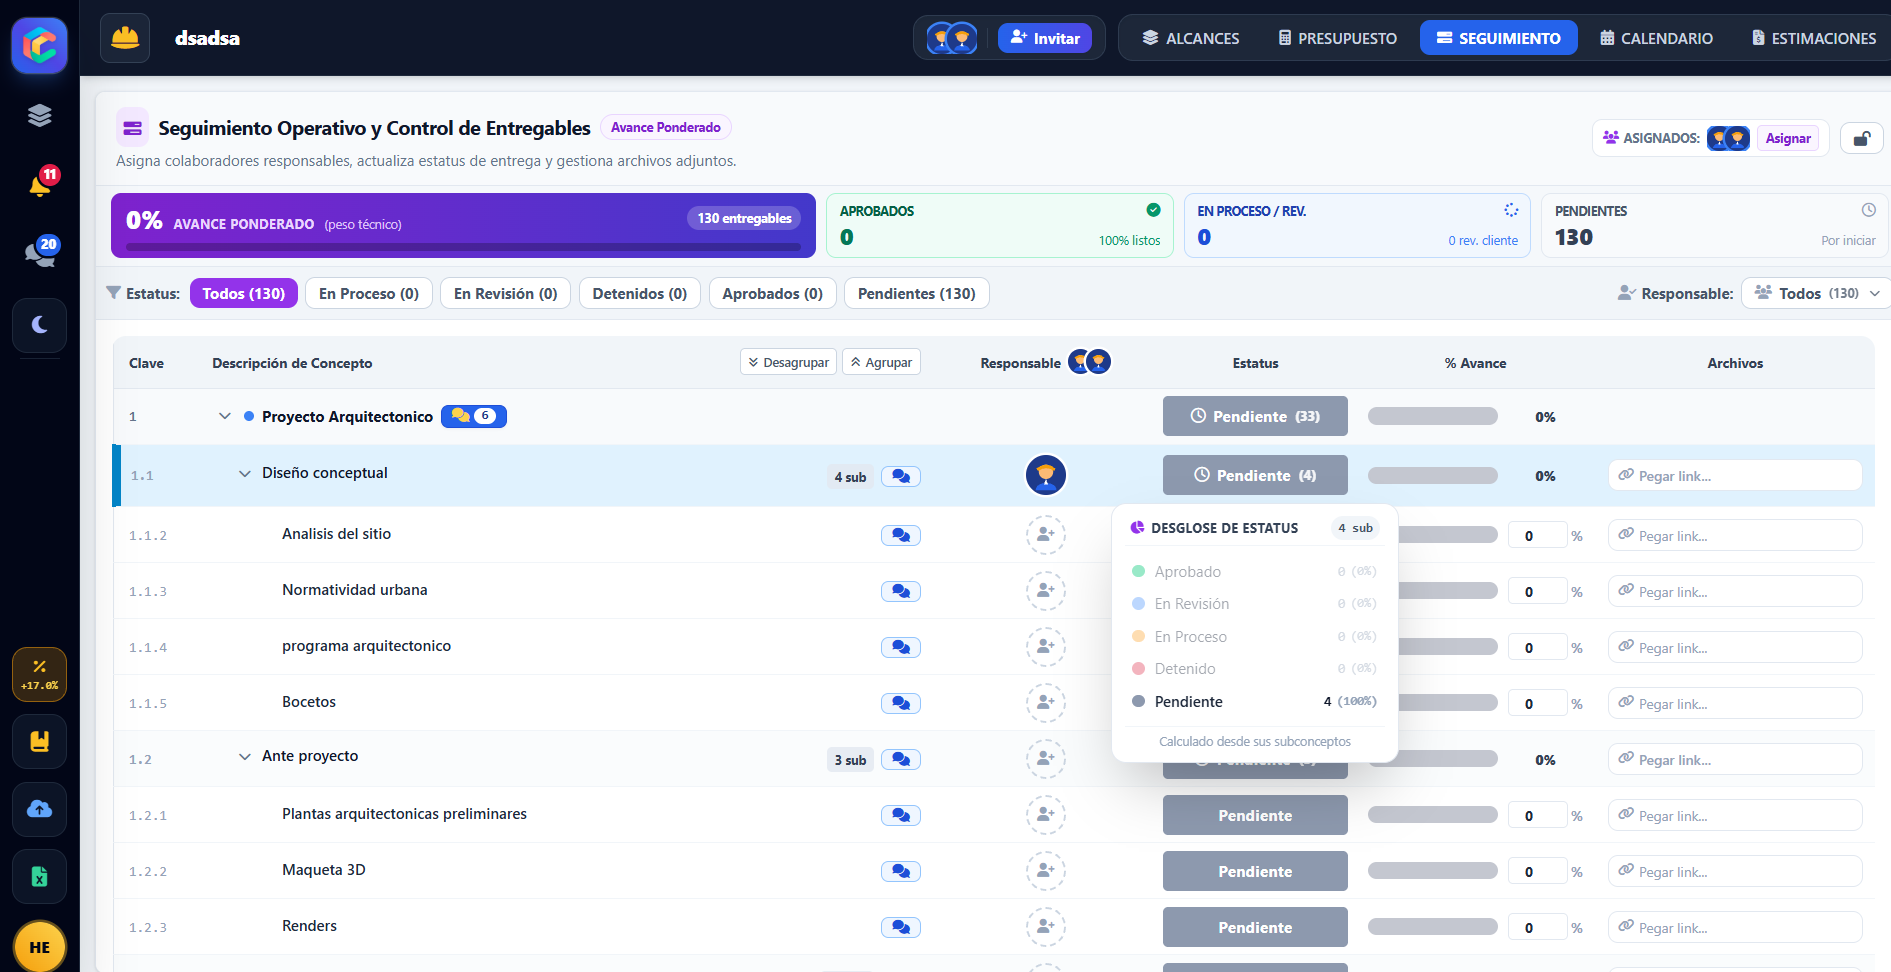 dsadsa
Invitar
ALCANCES
PRESUPUESTO
SEGUIMIENTO
CALENDARIO
ESTIMACIONES
11
20
+17.0%
HE
Seguimiento Operativo y Control de Entregables
Avance Ponderado
Asigna colaboradores responsables, actualiza estatus de entrega y gestiona archivos adjuntos.
ASIGNADOS:
Asignar
0% AVANCE PONDERADO (peso técnico)
130 entregables
APROBADOS
0
100% listos
EN PROCESO / REV.
0
0 rev. cliente
PENDIENTES
130
Por iniciar
Estatus:
Todos (130)
En Proceso (0)
En Revisión (0)
Detenidos (0)
Aprobados (0)
Pendientes (130)
Responsable:
Todos (130)
Clave
Descripción de Concepto
Desagrupar
Agrupar
Responsable
Estatus
% Avance
Archivos
1
Proyecto Arquitectonico
6
Pendiente (33)
0%
1.1
Diseño conceptual
4 sub
Pendiente (4)
0%
Pegar link...
1.1.2
Analisis del sitio
0 %
Pegar link...
1.1.3
Normatividad urbana
0 %
Pegar link...
1.1.4
programa arquitectonico
0 %
Pegar link...
1.1.5
Bocetos
0 %
Pegar link...
1.2
Ante proyecto
3 sub
0%
Pegar link...
1.2.1
Plantas arquitectonicas preliminares
Pendiente
0 %
Pegar link...
1.2.2
Maqueta 3D
Pendiente
0 %
Pegar link...
1.2.3
Renders
Pendiente
0 %
Pegar link...
DESGLOSE DE ESTATUS
4 sub
Aprobado
0 (0%)
En Revisión
0 (0%)
En Proceso
0 (0%)
Detenido
0 (0%)
Pendiente
4 (100%)
Calculado desde sus subconceptos